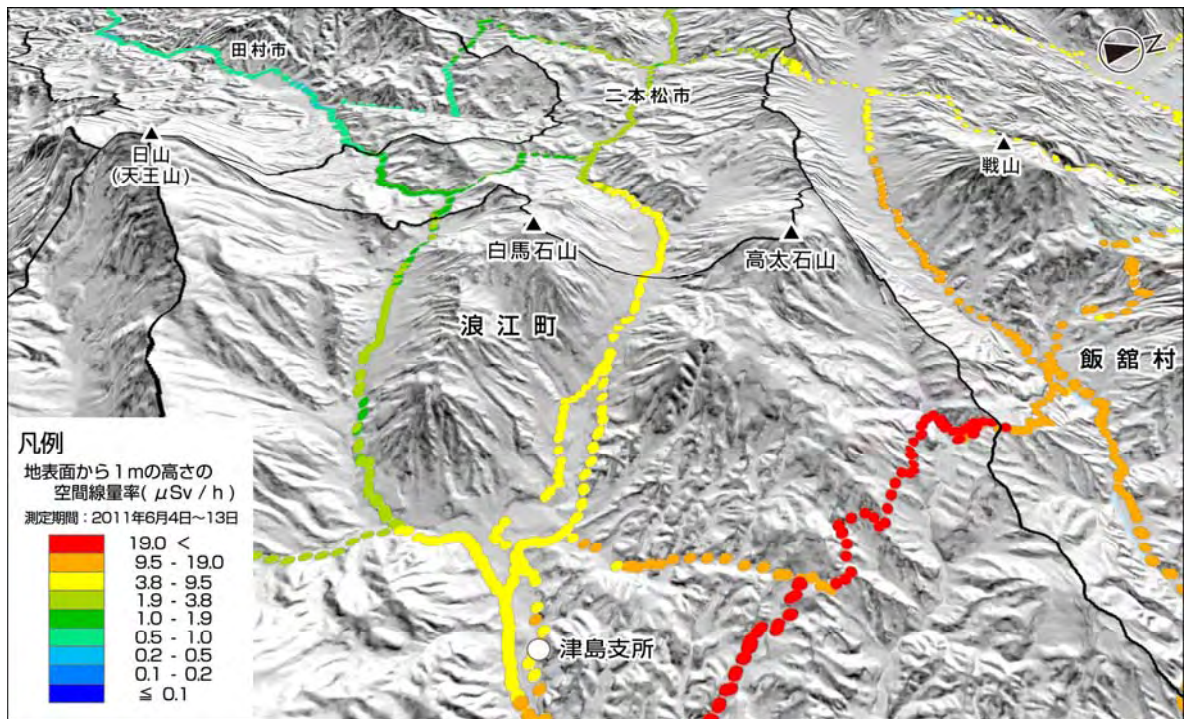 田村市
N
二本松市
日山
(天王山)
戦山
白馬石山
高太石山
浪江町
飯舘村
凡例
地表面から1mの高さの
空間線量率(μSv/h)
測定期間:2011年6月4日~13日
19.0 <
9.5 - 19.0
3.8 - 9.5
1.9 - 3.8
1.0 - 1.9
0.5 - 1.0
0.2 - 0.5
0.1 - 0.2
≦ 0.1
津島支所